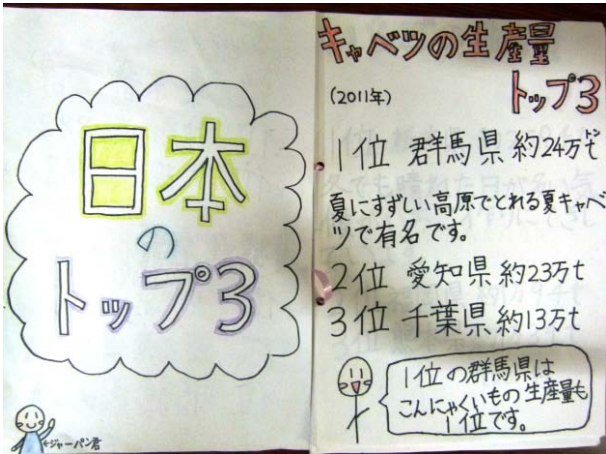 日本
の
トップ3
←ジャーパン君
キャベツの生産量
トップ3
(2011年)
1位 群馬県約24万t
トン
夏にすずしい高原でとれる夏キャベ
ツで有名です。
2位 愛知県約23万t
3位 千葉県約13万t
1位の群馬県は
こんにゃくいもの生産量も
1位です。